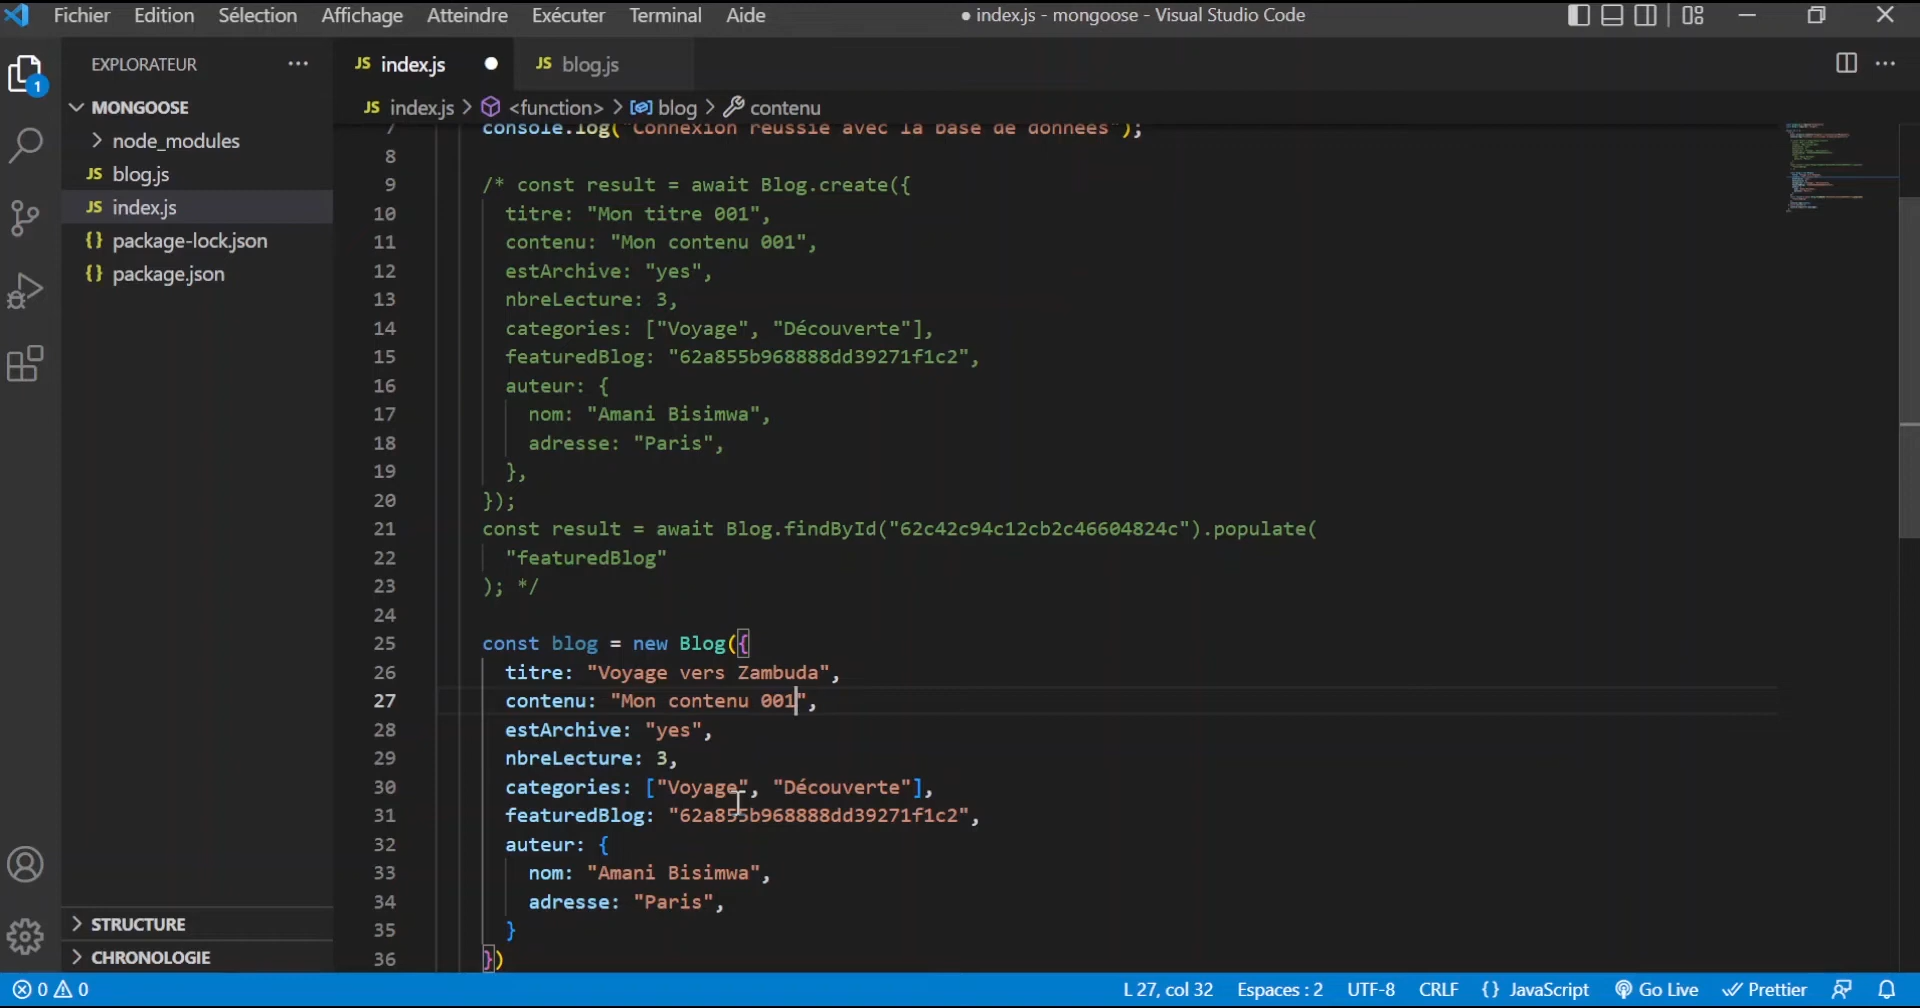 Fichier Edition Sélection Affichage Atteindre Exécuter Terminal Aide
● index.js - mongoose - Visual Studio Code
EXPLORATEUR ···
JS index.js ●
JS blog.js
···
MONGOOSE
JS index.js > <function> > blog > contenu
node_modules
JS blog.js
JS index.js
{} package-lock.json
{} package.json
1
STRUCTURE
CHRONOLOGIE
7 console.log("Connexion réussie avec la base de données");
8
9 /* const result = await Blog.create({
10 titre: "Mon titre 001",
11 contenu: "Mon contenu 001",
12 estArchive: "yes",
13 nbreLecture: 3,
14 categories: ["Voyage", "Découverte"],
15 featuredBlog: "62a855b968888dd39271f1c2",
16 auteur: {
17 nom: "Amani Bisimwa",
18 adresse: "Paris",
19 },
20 });
21 const result = await Blog.findById("62c42c94c12cb2c46604824c").populate(
22 "featuredBlog"
23 ); */
24
25 const blog = new Blog({
26 titre: "Voyage vers Zambuda",
27 contenu: "Mon contenu 001",
28 estArchive: "yes",
29 nbreLecture: 3,
30 categories: ["Voyage", "Découverte"],
31 featuredBlog: "62a855b968888dd39271f1c2",
32 auteur: {
33 nom: "Amani Bisimwa",
34 adresse: "Paris",
35 }
36 })
0 0
L 27, col 32 Espaces : 2 UTF-8 CRLF {} JavaScript Go Live Prettier